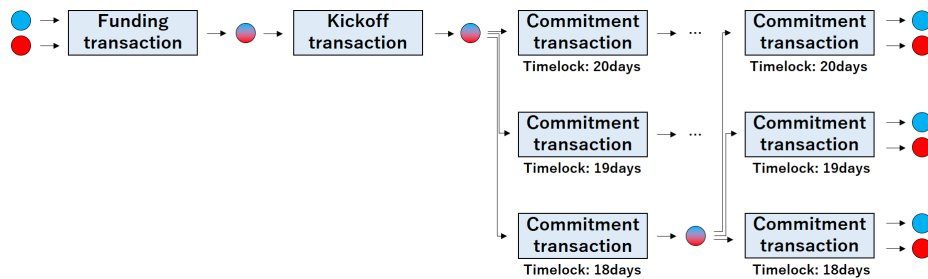 Funding
transaction
Kickoff
transaction
Commitment
transaction
Timelock: 20days
...
Commitment
transaction
Timelock: 20days
Commitment
transaction
Timelock: 19days
...
Commitment
transaction
Timelock: 19days
Commitment
transaction
Timelock: 18days
Commitment
transaction
Timelock: 18days